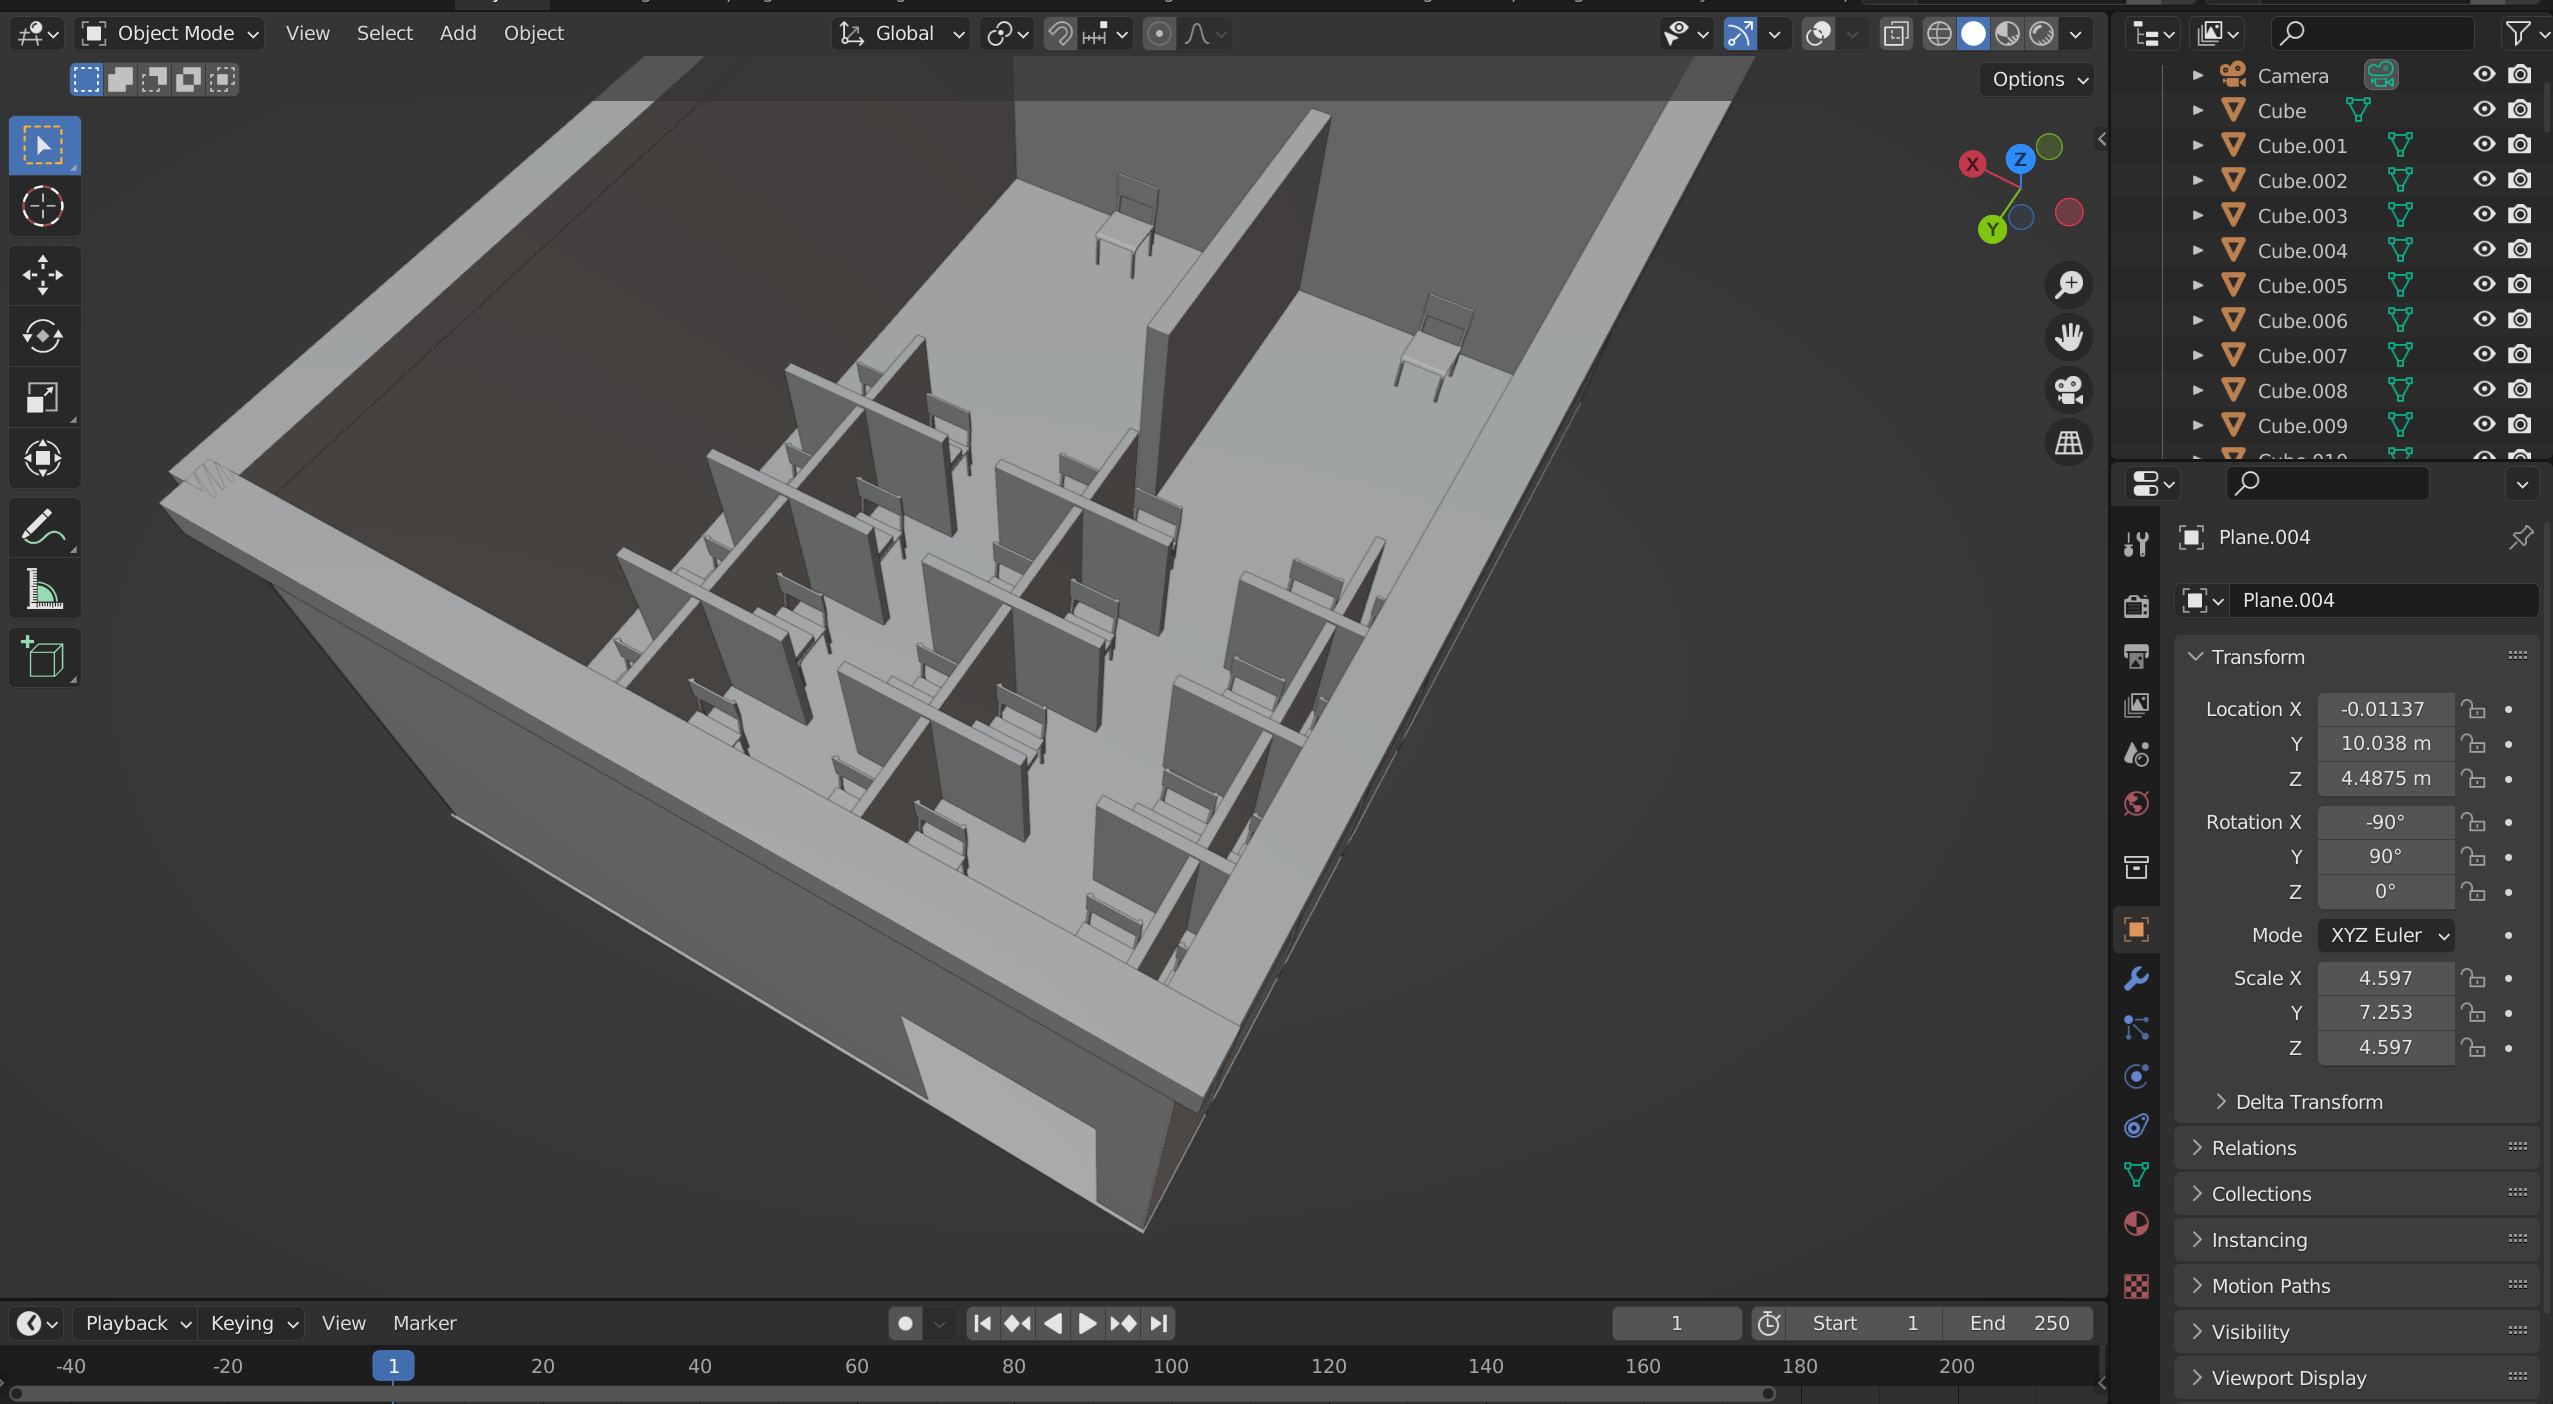 Object Mode View Select Add Object Global
Options
X
Z
Y
Camera
Cube
Cube.001
Cube.002
Cube.003
Cube.004
Cube.005
Cube.006
Cube.007
Cube.008
Cube.009
Plane.004
Plane.004
Transform
Location X -0.01137
Y 10.038 m
Z 4.4875 m
Rotation X -90°
Y 90°
Z 0°
Mode XYZ Euler
Scale X 4.597
Y 7.253
Z 4.597
Delta Transform
Relations
Collections
Instancing
Motion Paths
Visibility
Viewport Display
Playback Keying View Marker 1 Start 1 End 250
-40 -20 1 20 40 60 80 100 120 140 160 180 200